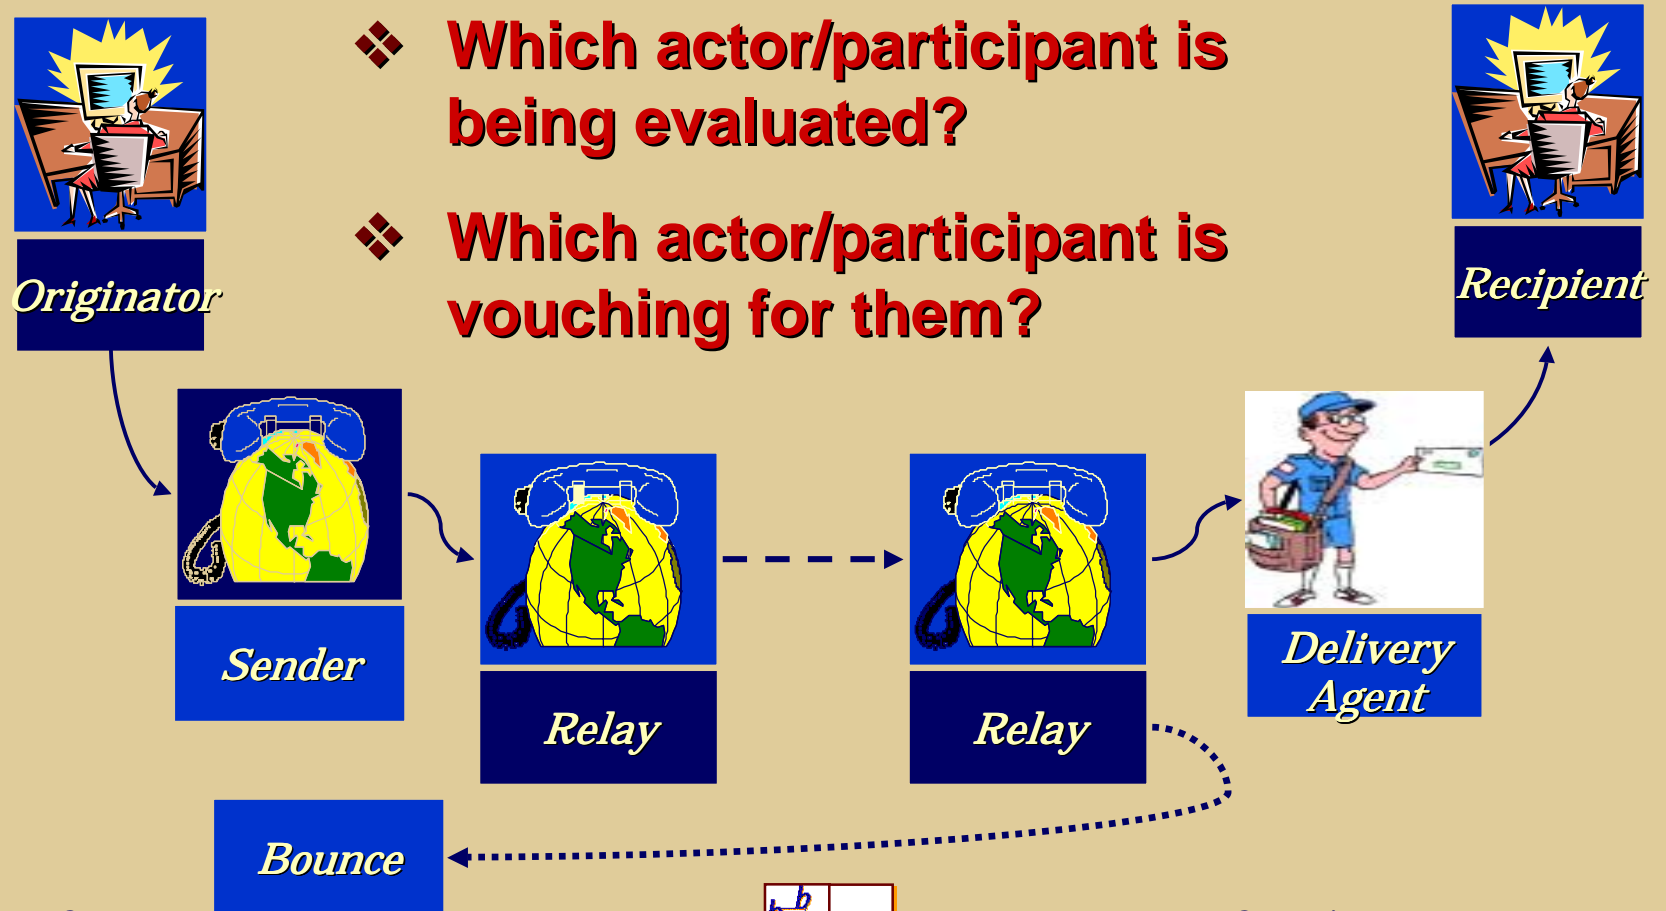 Which actor/participant is
being evaluated?
Which actor/participant is
vouching for them?
Originator
Recipient
Sender
Relay
Relay
Delivery
Agent
Bounce
b